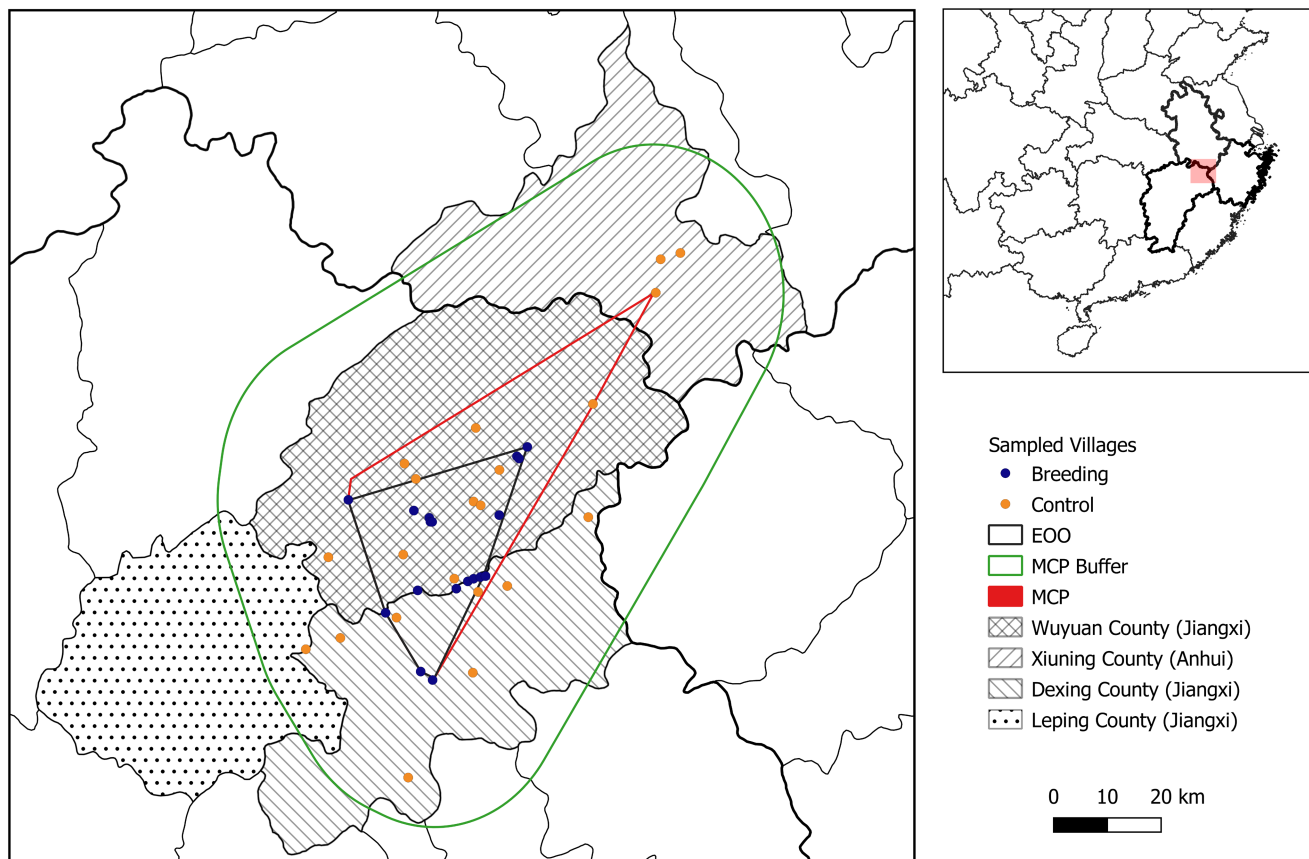 Sampled Villages
Breeding
Control
EOO
MCP Buffer
MCP
Wuyuan County (Jiangxi)
Xiuning County (Anhui)
Dexing County (Jiangxi)
Leping County (Jiangxi)
0 10 20 km